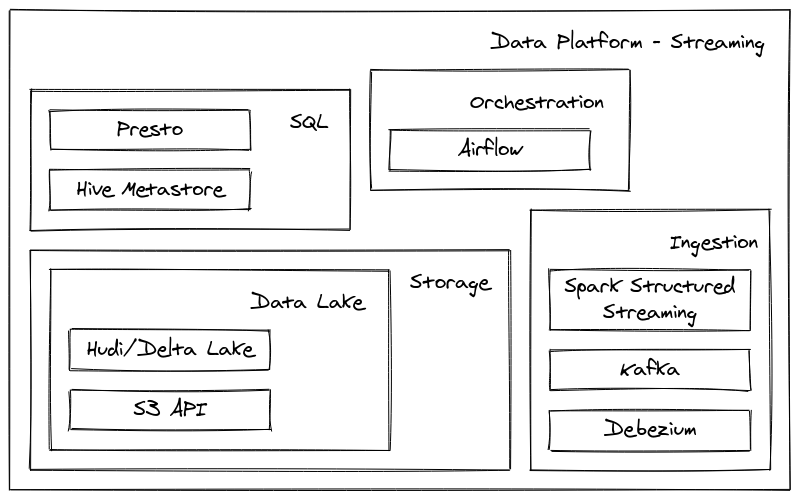 Data Platform - Streaming
SQL
Presto
Hive Metastore
Orchestration
Airflow
Storage
Data Lake
Hudi/Delta Lake
S3 API
Ingestion
Spark Structured
Streaming
Kafka
Debezium